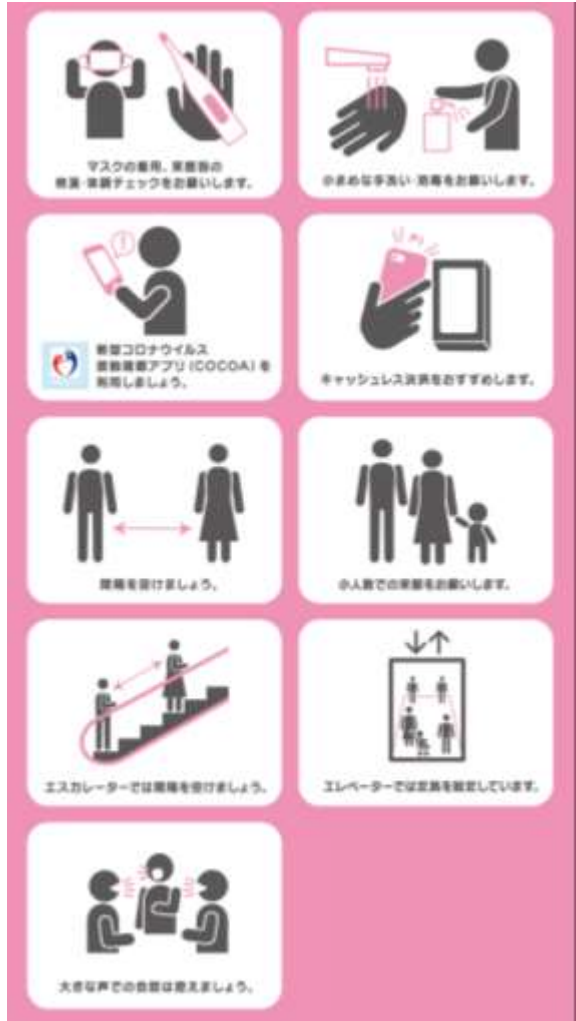 マスクの着用、来館前の
検温・体調チェックをお願いします。
小まめな手洗い・消毒をお願いします。
新型コロナウイルス
接触確認アプリ(COCOA)を
利用しましょう。
キャッシュレス決済をおすすめします。
間隔を空けましょう。
小人数での来館をお願いします。
エスカレーターでは間隔を空けましょう。
エレベーターでは定員を設定しています。
大きな声での会話は控えましょう。